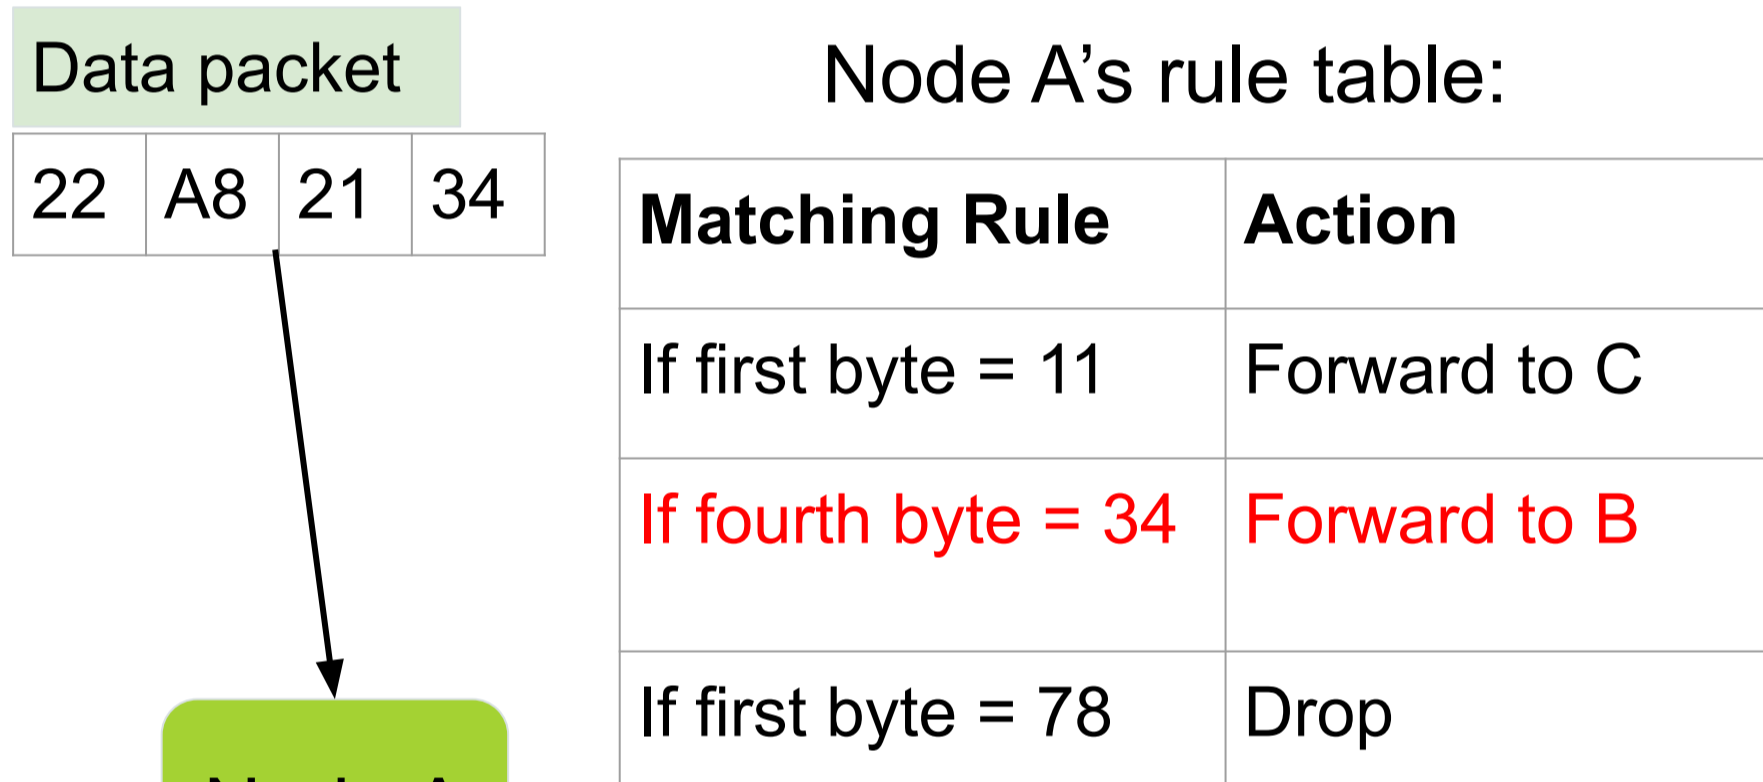 Data packet
22 A8 21 34
Node A’s rule table:
Matching Rule Action
If first byte = 11 Forward to C
If fourth byte = 34 Forward to B
If first byte = 78 Drop